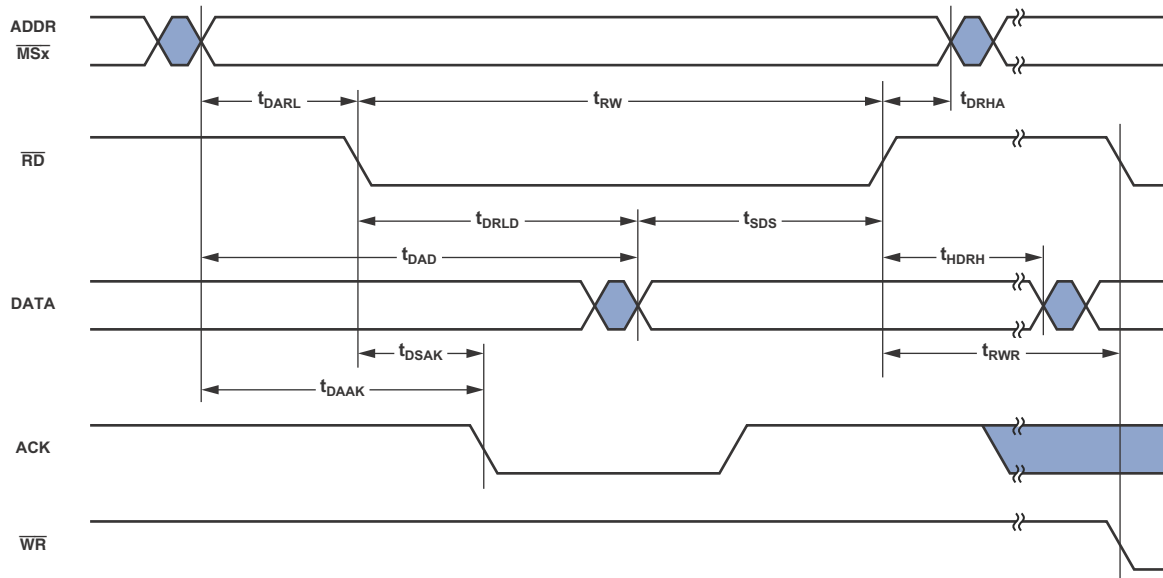 ADDR
MSx
tDARL
tRW
tDRHA
RD
tDRLD
tSDS
tDAD
tHDRH
DATA
tDSAK
tRWR
tDAAK
ACK
WR